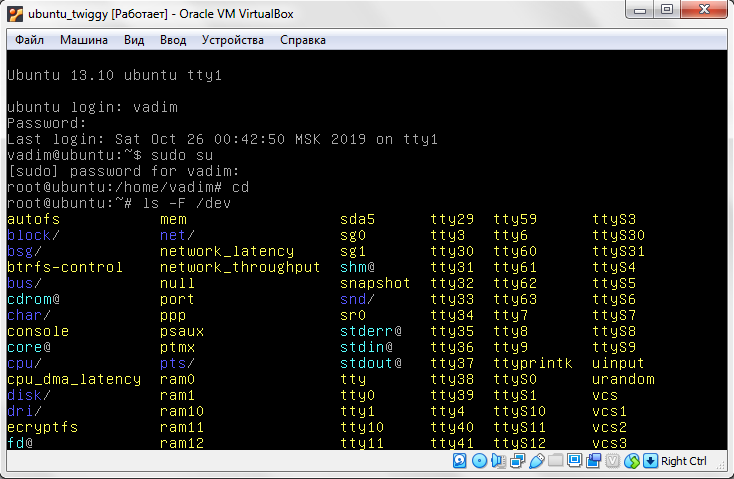 ubuntu_twiggy [Работает] - Oracle VM VirtualBox
Файл Машина Вид Ввод Устройства Справка
Ubuntu 13.10 ubuntu tty1
ubuntu login: vadim
Password:
Last login: Sat Oct 26 00:42:50 MSK 2019 on tty1
vadim@ubuntu:~$ sudo su
[sudo] password for vadim:
root@ubuntu:/home/vadim# cd
root@ubuntu:~# ls -F /dev
autofs mem sda5 tty29 tty59 ttyS3
block/ net/ sg0 tty3 tty6 ttyS30
bsg/ network_latency sg1 tty30 tty60 ttyS31
btrfs-control network_throughput shm@ tty31 tty61 ttyS4
bus/ null snapshot tty32 tty62 ttyS5
cdrom@ port snd/ tty33 tty63 ttyS6
char/ ppp sr0 tty34 tty7 ttyS7
console psaux stderr@ tty35 tty8 ttyS8
core@ ptmx stdin@ tty36 tty9 ttyS9
cpu/ pts/ stdout@ tty37 ttyprintk uinput
cpu_dma_latency ram0 tty tty38 ttyS0 urandom
disk/ ram1 tty0 tty39 ttyS1 vcs
dri/ ram10 tty1 tty4 ttyS10 vcs1
ecryptfs ram11 tty10 tty40 ttyS11 vcs2
fd@ ram12 tty11 tty41 ttyS12 vcs3
Right Ctrl